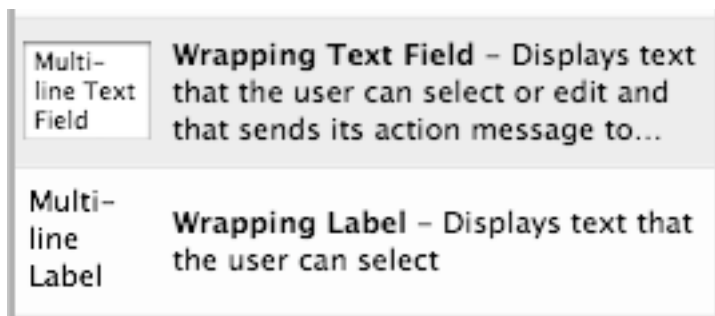 Multi-
line Text
Field
Wrapping Text Field – Displays text
that the user can select or edit and
that sends its action message to...
Multi-
line
Label
Wrapping Label – Displays text that
the user can select